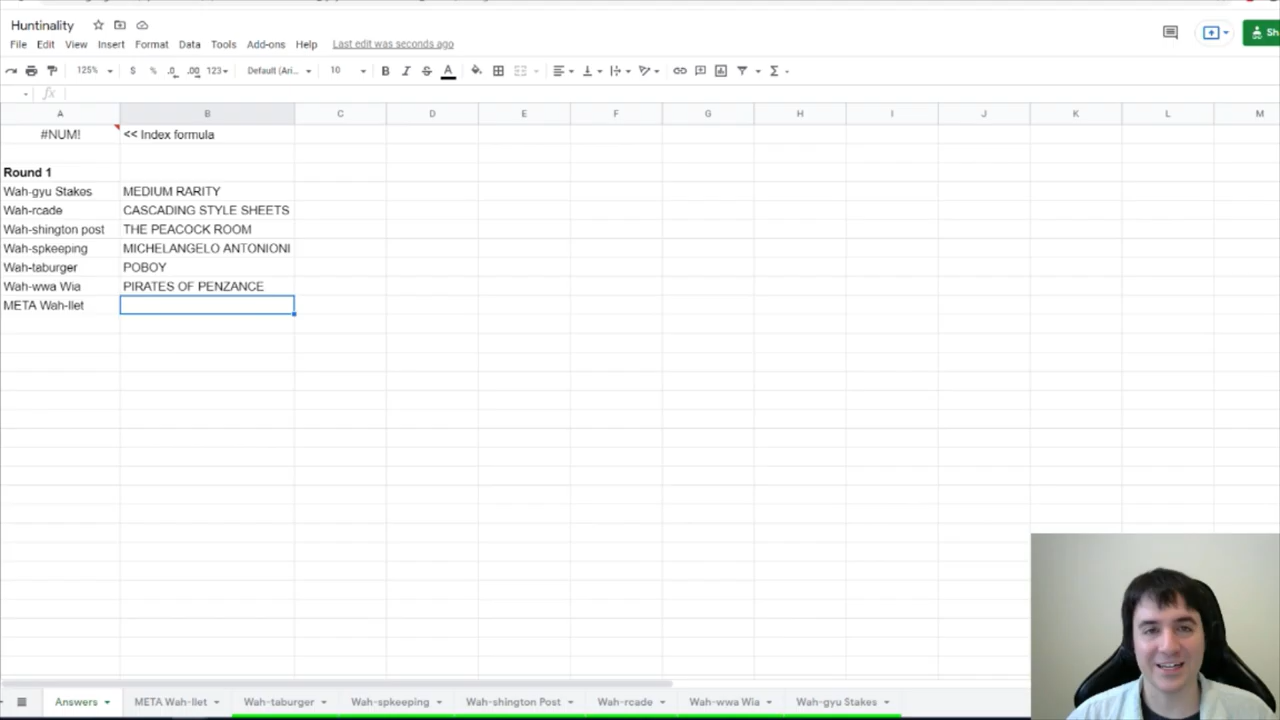 Huntinality
File Edit View Insert Format Data Tools Add-ons Help Last edit was seconds ago
125% $ % .0 .00 123 Default (Ari... 10 B I S A Σ
fx
A B C D E F G H I J K L M
#NUM! << Index formula
Round 1
Wah-gyu Stakes MEDIUM RARITY
Wah-rcade CASCADING STYLE SHEETS
Wah-shington post THE PEACOCK ROOM
Wah-spkeeping MICHELANGELO ANTONIONI
Wah-taburger POBOY
Wah-wwa Wia PIRATES OF PENZANCE
META Wah-llet
Answers META Wah-llet Wah-taburger Wah-spkeeping Wah-shington Post Wah-rcade Wah-wwa Wia Wah-gyu Stakes